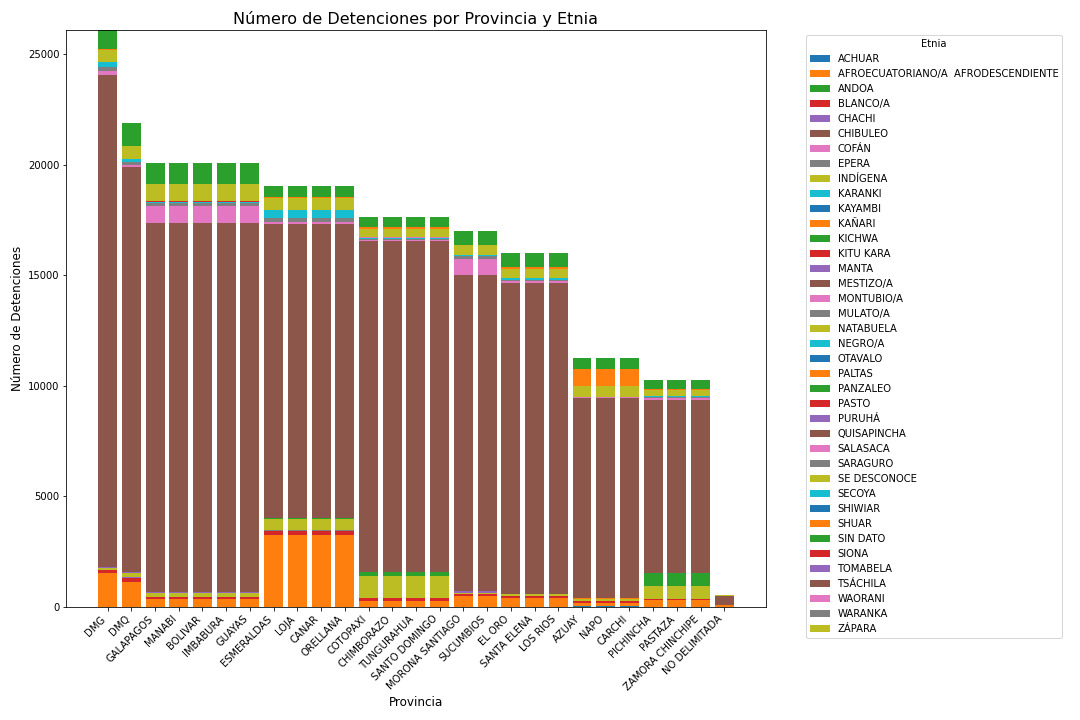 Número de Detenciones por Provincia y Etnia
Número de Detenciones
25000
20000
15000
10000
5000
0
DMG
DMQ
GALAPAGOS
MANABÍ
BOLIVAR
IMBABURA
GUAYAS
ESMERALDAS
LOJA
CANAR
ORELLANA
COTOPAXI
CHIMBORAZO
TUNGURAHUA
SANTO DOMINGO
MORONA SANTIAGO
SUCUMBIOS
EL ORO
SANTA ELENA
LOS RIOS
AZUAY
NAPO
CARCHI
PICHINCHA
PASTAZA
ZAMORA CHINCHIPE
NO DELIMITADA
Provincia
Etnia
ACHUAR
AFROECUATORIANO/A  AFRODESCENDIENTE
ANDOA
BLANCO/A
CHACHI
CHIBULEO
COFÁN
EPERA
INDÍGENA
KARANKI
KAYAMBI
KAÑARI
KICHWA
KITU KARA
MANTA
MESTIZO/A
MONTUBIO/A
MULATO/A
NATABUELA
NEGRO/A
OTAVALO
PALTAS
PANZALEO
PASTO
PURUHÁ
QUISAPINCHA
SALASACA
SARAGURO
SE DESCONOCE
SECOYA
SHIWIAR
SHUAR
SIN DATO
SIONA
TOMABELA
TSÁCHILA
WAORANI
WARANKA
ZÁPARA